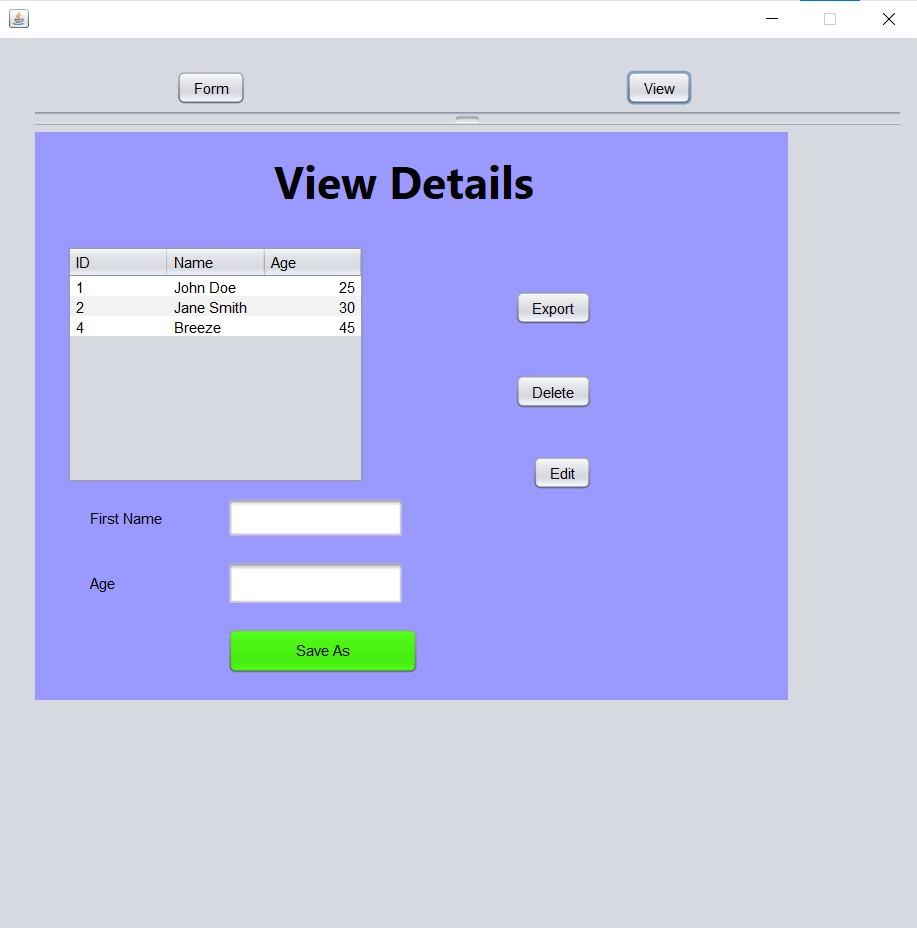 Form View
View Details
ID Name Age
1 John Doe 25
2 Jane Smith 30
4 Breeze 45
Export
Delete
Edit
First Name
Age
Save As